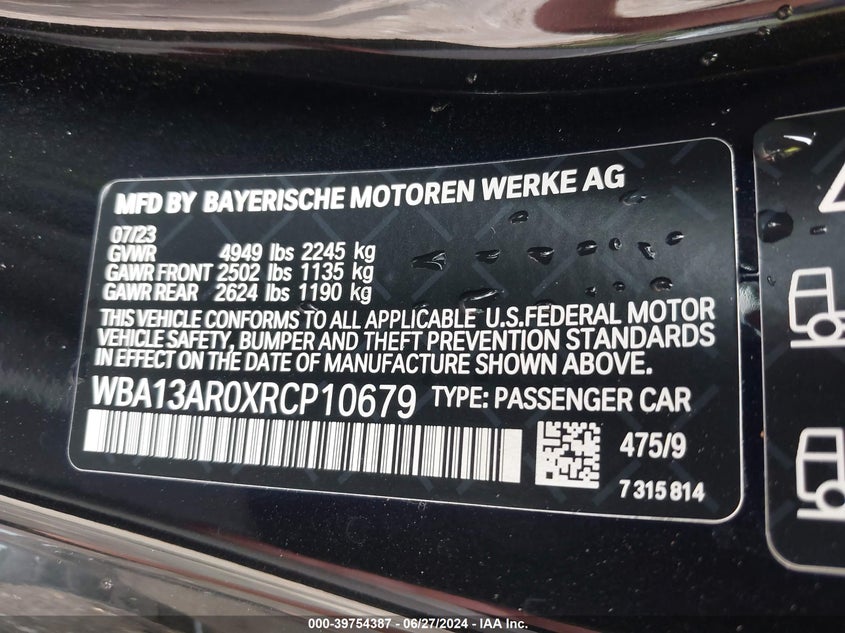 MFD BY BAYERISCHE MOTOREN WERKE AG
07/23
GVWR 4949 lbs 2245 kg
GAWR FRONT 2502 lbs 1135 kg
GAWR REAR 2624 lbs 1190 kg
THIS VEHICLE CONFORMS TO ALL APPLICABLE U.S.FEDERAL MOTOR
VEHICLE SAFETY, BUMPER AND THEFT PREVENTION STANDARDS
IN EFFECT ON THE DATE OF MANUFACTURE SHOWN ABOVE.
WBA13AR0XRCP10679 TYPE: PASSENGER CAR
475/9
7 315 814
000-39754387 - 06/27/2024 - IAA Inc.